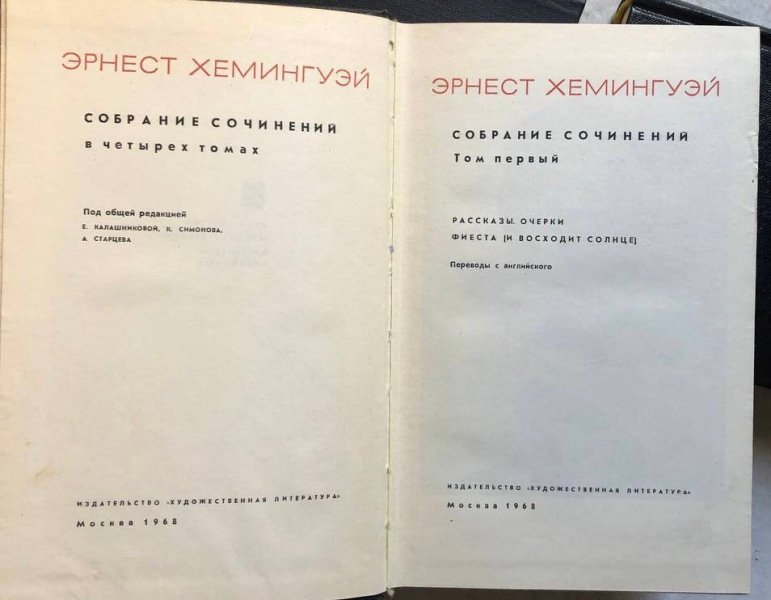 ЭРНЕСТ ХЕМИНГУЭЙ
СОБРАНИЕ СОЧИНЕНИЙ
в четырех томах
Под общей редакцией
Е. КАЛАШНИКОВОЙ, К. СИМОНОВА,
А. СТАРЦЕВА
ИЗДАТЕЛЬСТВО «ХУДОЖЕСТВЕННАЯ ЛИТЕРАТУРА»
Москва 1968
ЭРНЕСТ ХЕМИНГУЭЙ
СОБРАНИЕ СОЧИНЕНИЙ
Том первый
РАССКАЗЫ. ОЧЕРКИ
ФИЕСТА [И ВОСХОДИТ СОЛНЦЕ]
Переводы с английского
ИЗДАТЕЛЬСТВО «ХУДОЖЕСТВЕННАЯ ЛИТЕРАТУРА»
Москва 1968